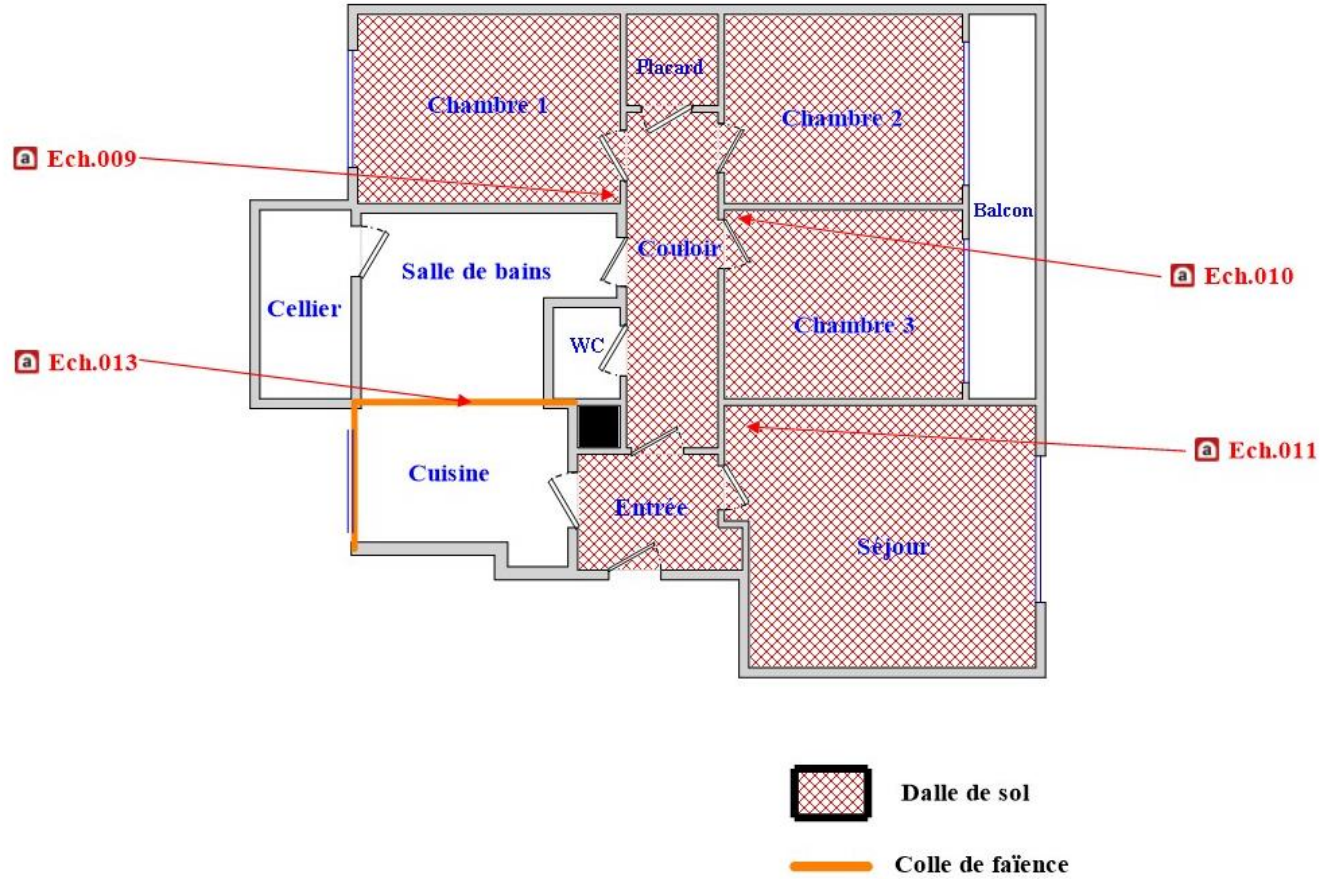 Placard
Chambre 1
Chambre 2
a Ech.009
Balcon
Couloir
Salle de bains
a Ech.010
Cellier
Chambre 3
WC
a Ech.013
a Ech.011
Cuisine
Entrée
Séjour
Dalle de sol
Colle de faïence